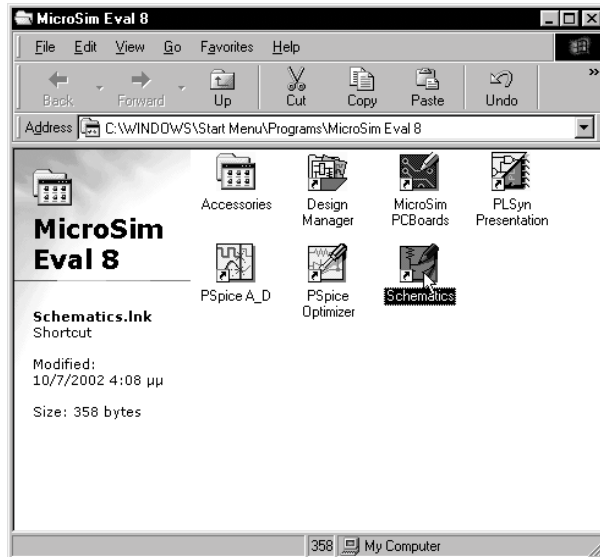 MicroSim Eval 8
File Edit View Go Favorites Help
Back Forward Up Cut Copy Paste Undo »
Address C:\WINDOWS\Start Menu\Programs\MicroSim Eval 8
MicroSim
Eval 8
Schematics.lnk
Shortcut
Modified:
10/7/2002 4:08 μμ
Size: 358 bytes
Accessories
Design
Manager
MicroSim
PCBoards
PLSyn
Presentation
PSpice A_D
PSpice
Optimizer
Schematics
358 My Computer